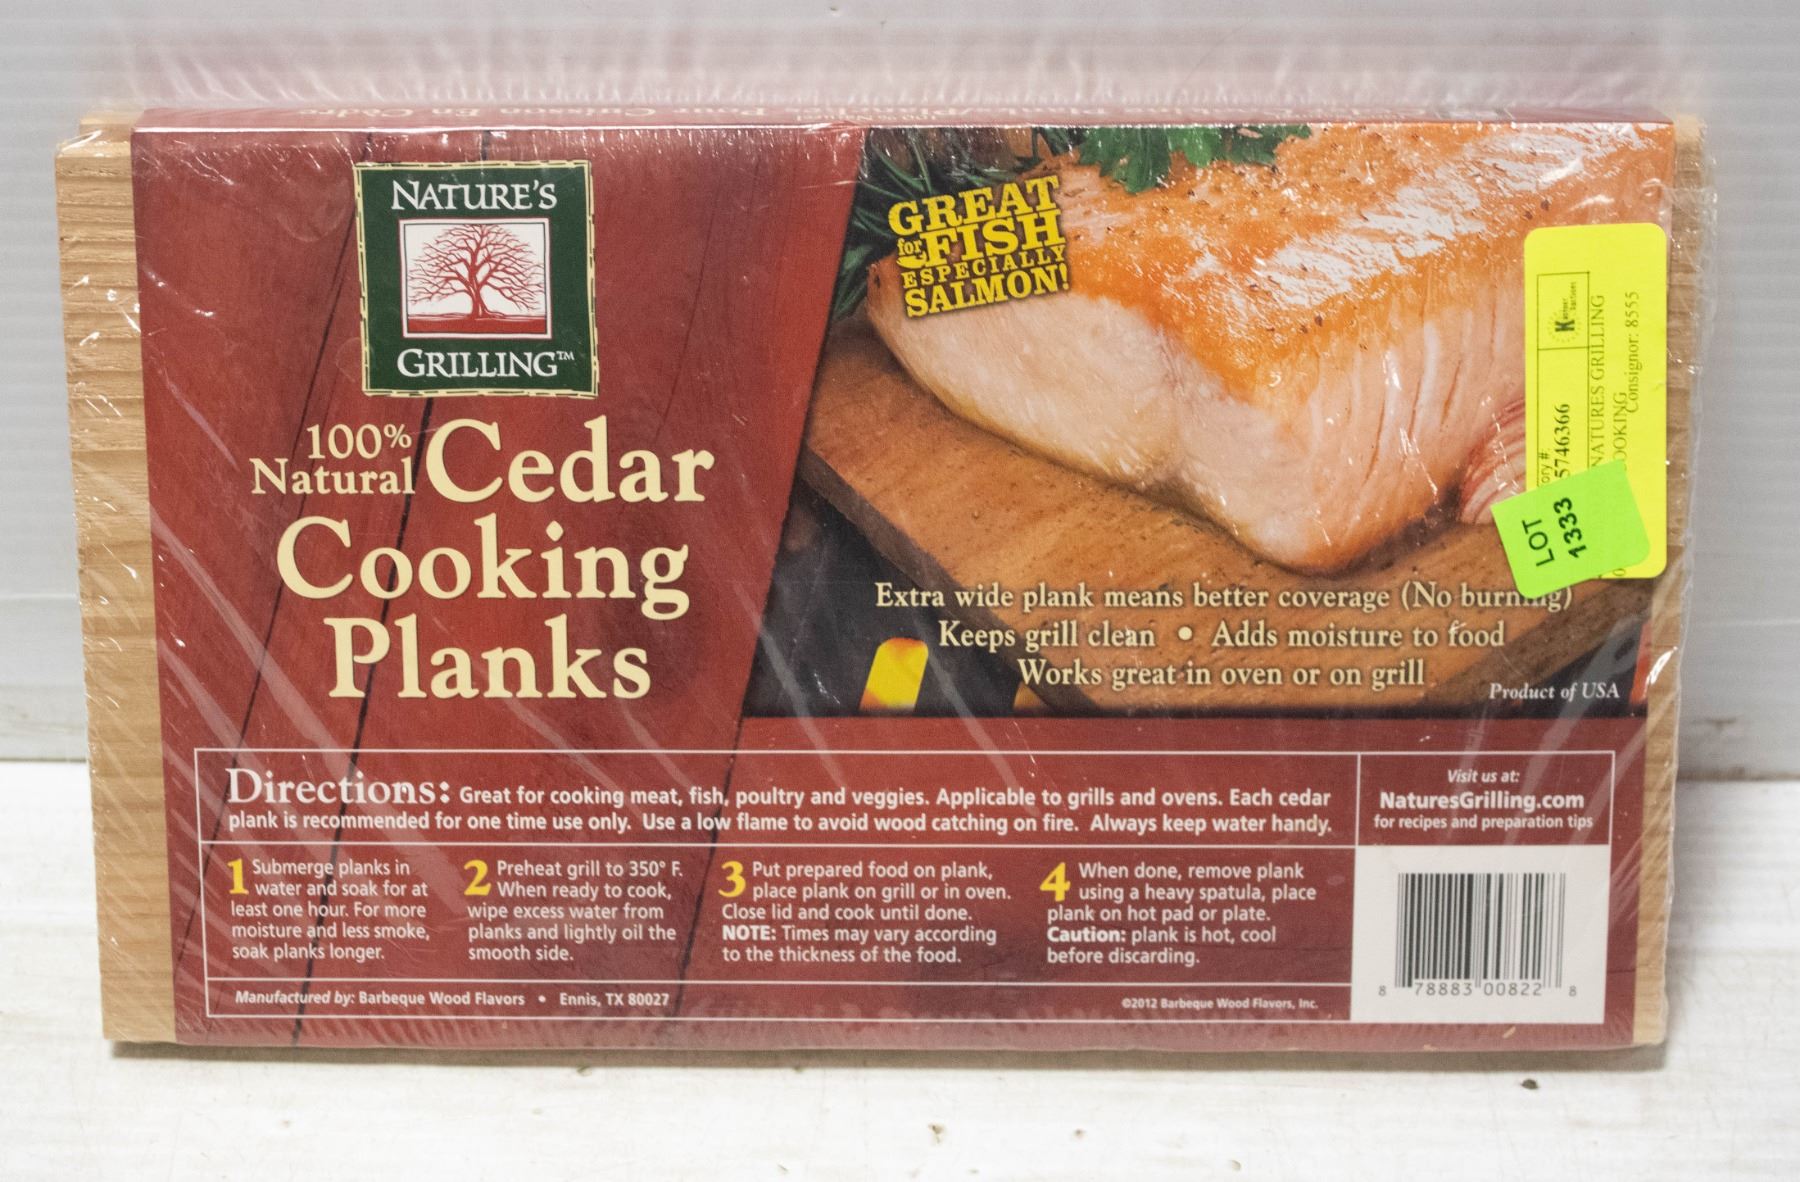 NATURE'S
GRILLING™
100%
Natural Cedar
Cooking
Planks
GREAT
for FISH
ESPECIALLY
SALMON!
Extra wide plank means better coverage (No burning)
Keeps grill clean • Adds moisture to food
Works great in oven or on grill
Product of USA
5746366
NATURES GRILLING
OOKING
Consignor: 8555
LOT
1333
Directions: Great for cooking meat, fish, poultry and veggies. Applicable to grills and ovens. Each cedar
plank is recommended for one time use only. Use a low flame to avoid wood catching on fire. Always keep water handy.
Visit us at:
NaturesGrilling.com
for recipes and preparation tips
1 Submerge planks in
water and soak for at
least one hour. For more
moisture and less smoke,
soak planks longer.
2 Preheat grill to 350° F.
When ready to cook,
wipe excess water from
planks and lightly oil the
smooth side.
3 Put prepared food on plank,
place plank on grill or in oven.
Close lid and cook until done.
NOTE: Times may vary according
to the thickness of the food.
4 When done, remove plank
using a heavy spatula, place
plank on hot pad or plate.
Caution: plank is hot, cool
before discarding.
Manufactured by: Barbeque Wood Flavors • Ennis, TX 80027
©2012 Barbeque Wood Flavors, Inc.
8 78883 00822 8